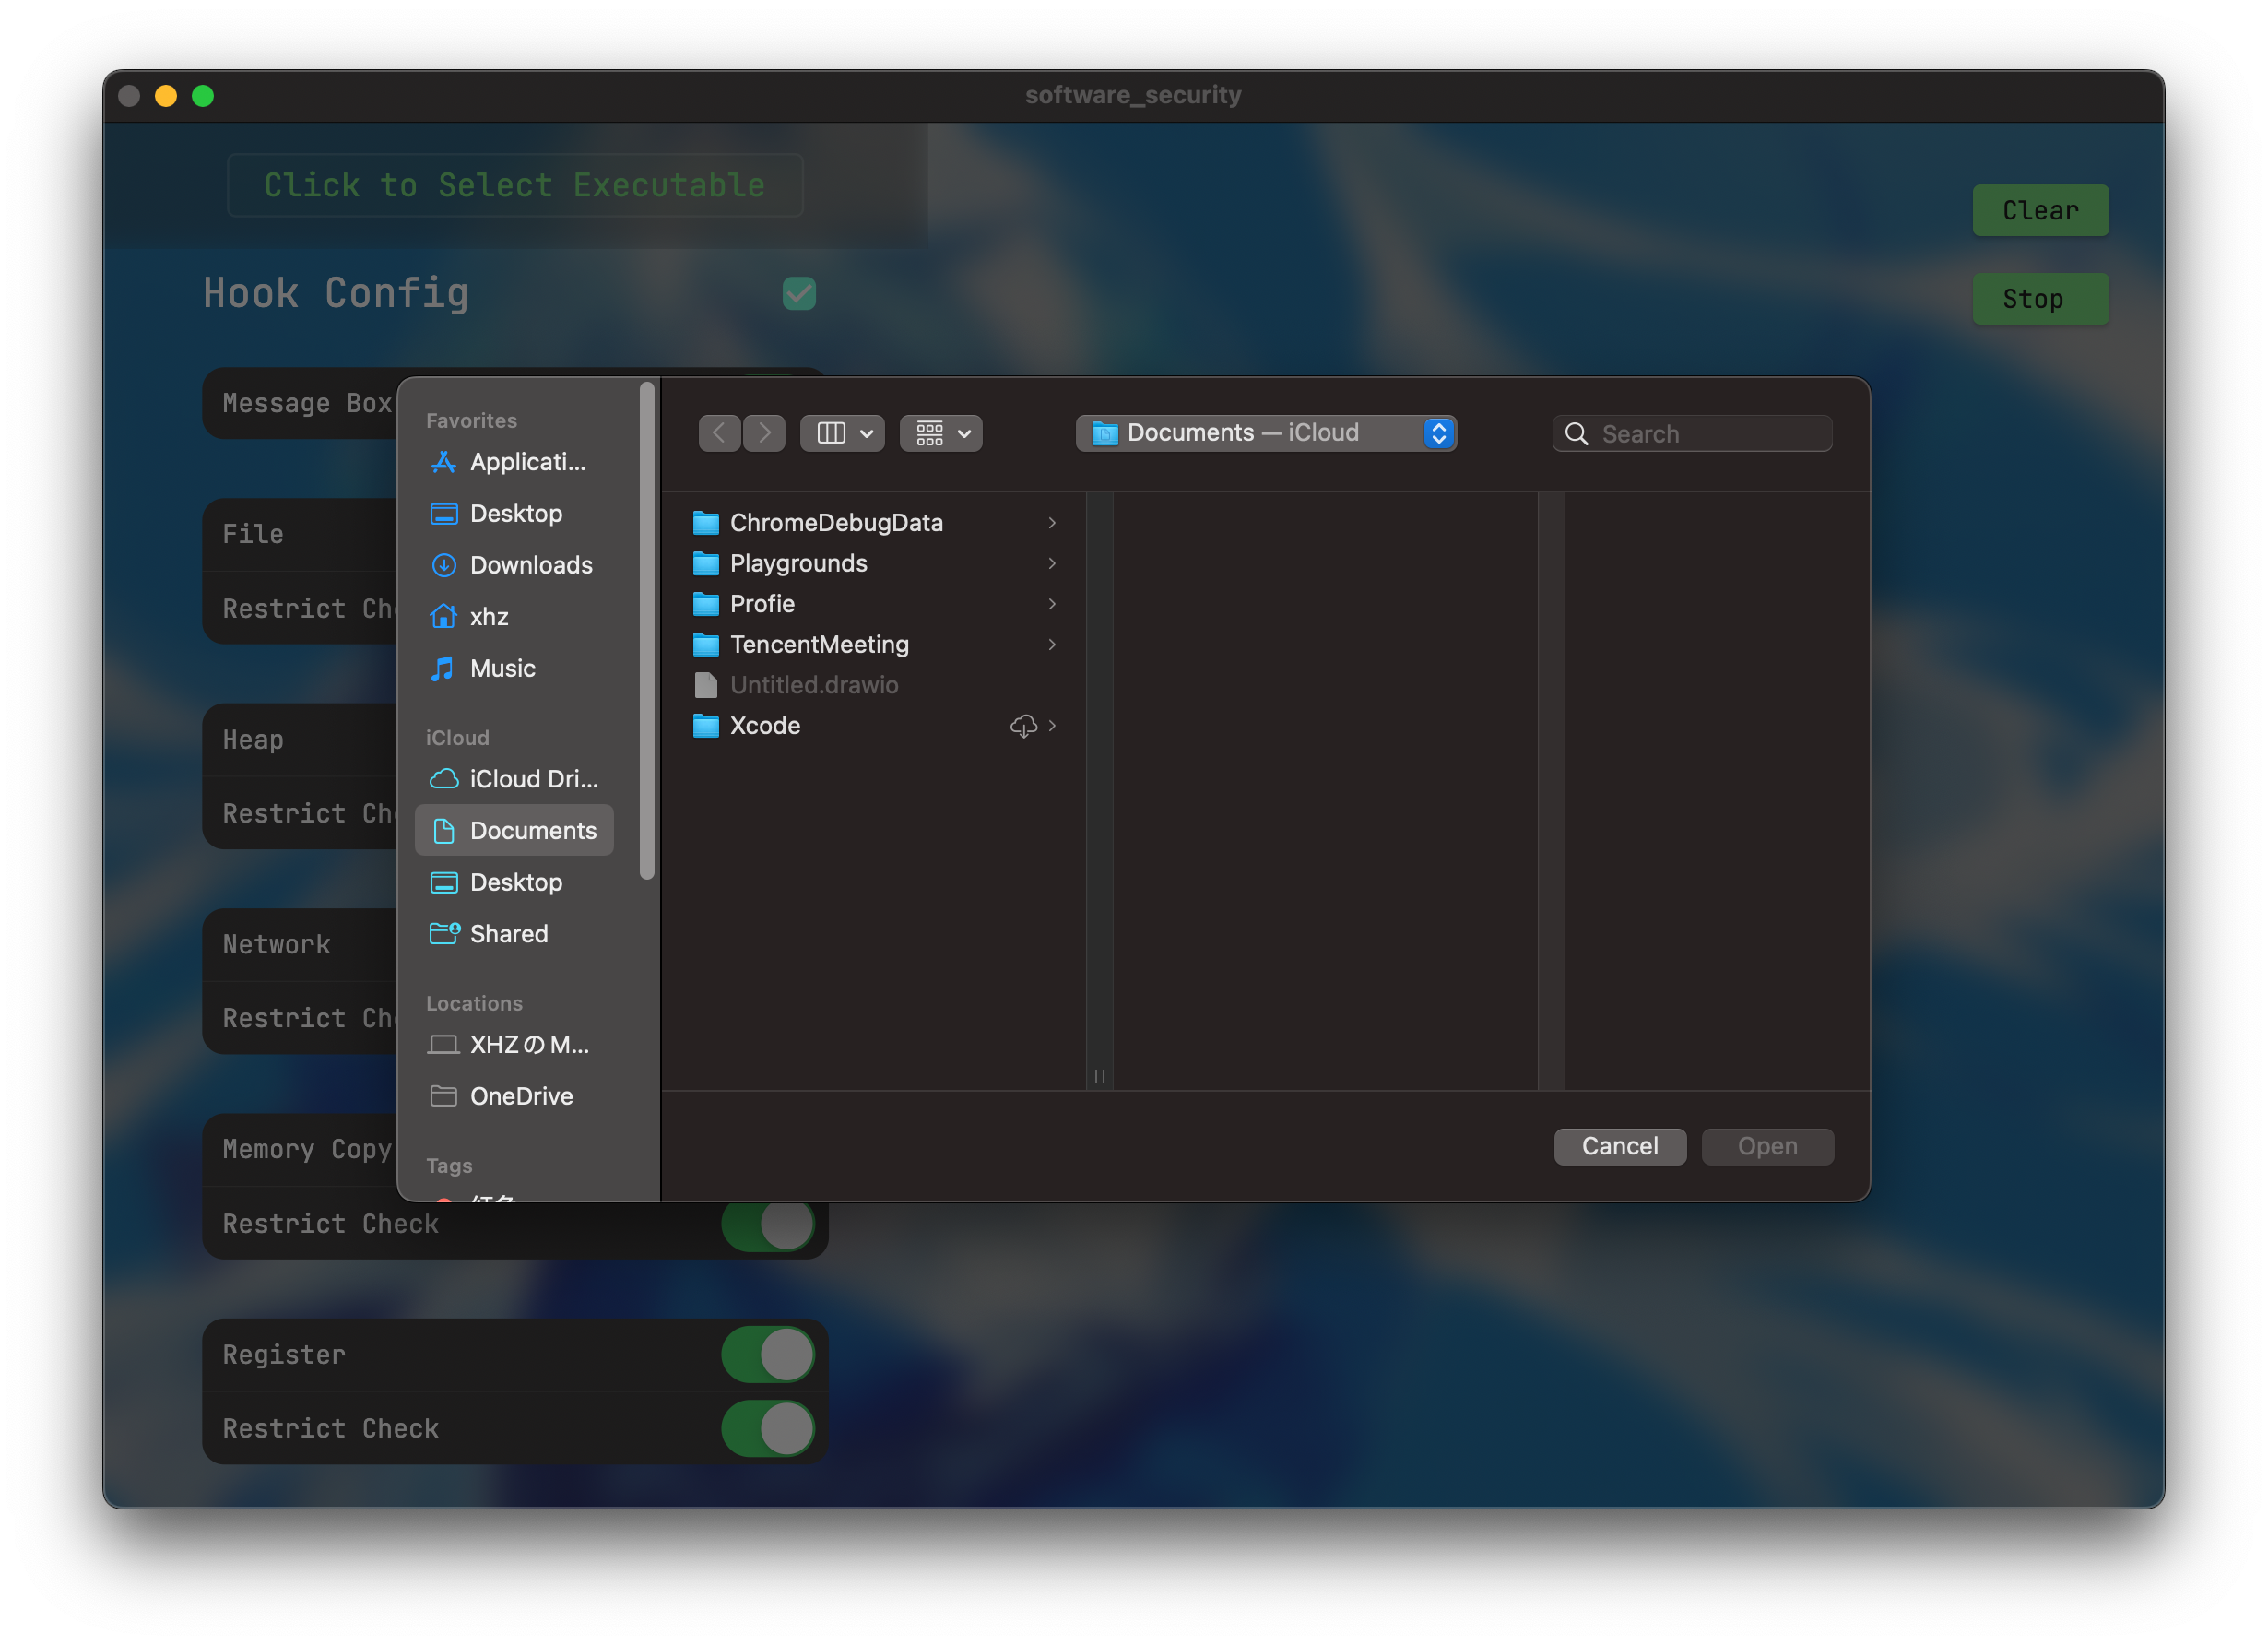 software_security
Click to Select Executable
Clear
Hook Config
Stop
Message Box
File
Restrict Ch
Heap
Restrict Ch
Network
Restrict Ch
Memory Copy
Restrict Check
Register
Restrict Check
Favorites
Applicati...
Desktop
Downloads
xhz
Music
iCloud
iCloud Dri...
Documents
Desktop
Shared
Locations
XHZのM...
OneDrive
Tags
Documents — iCloud
Search
ChromeDebugData
Playgrounds
Profie
TencentMeeting
Untitled.drawio
Xcode
Cancel
Open